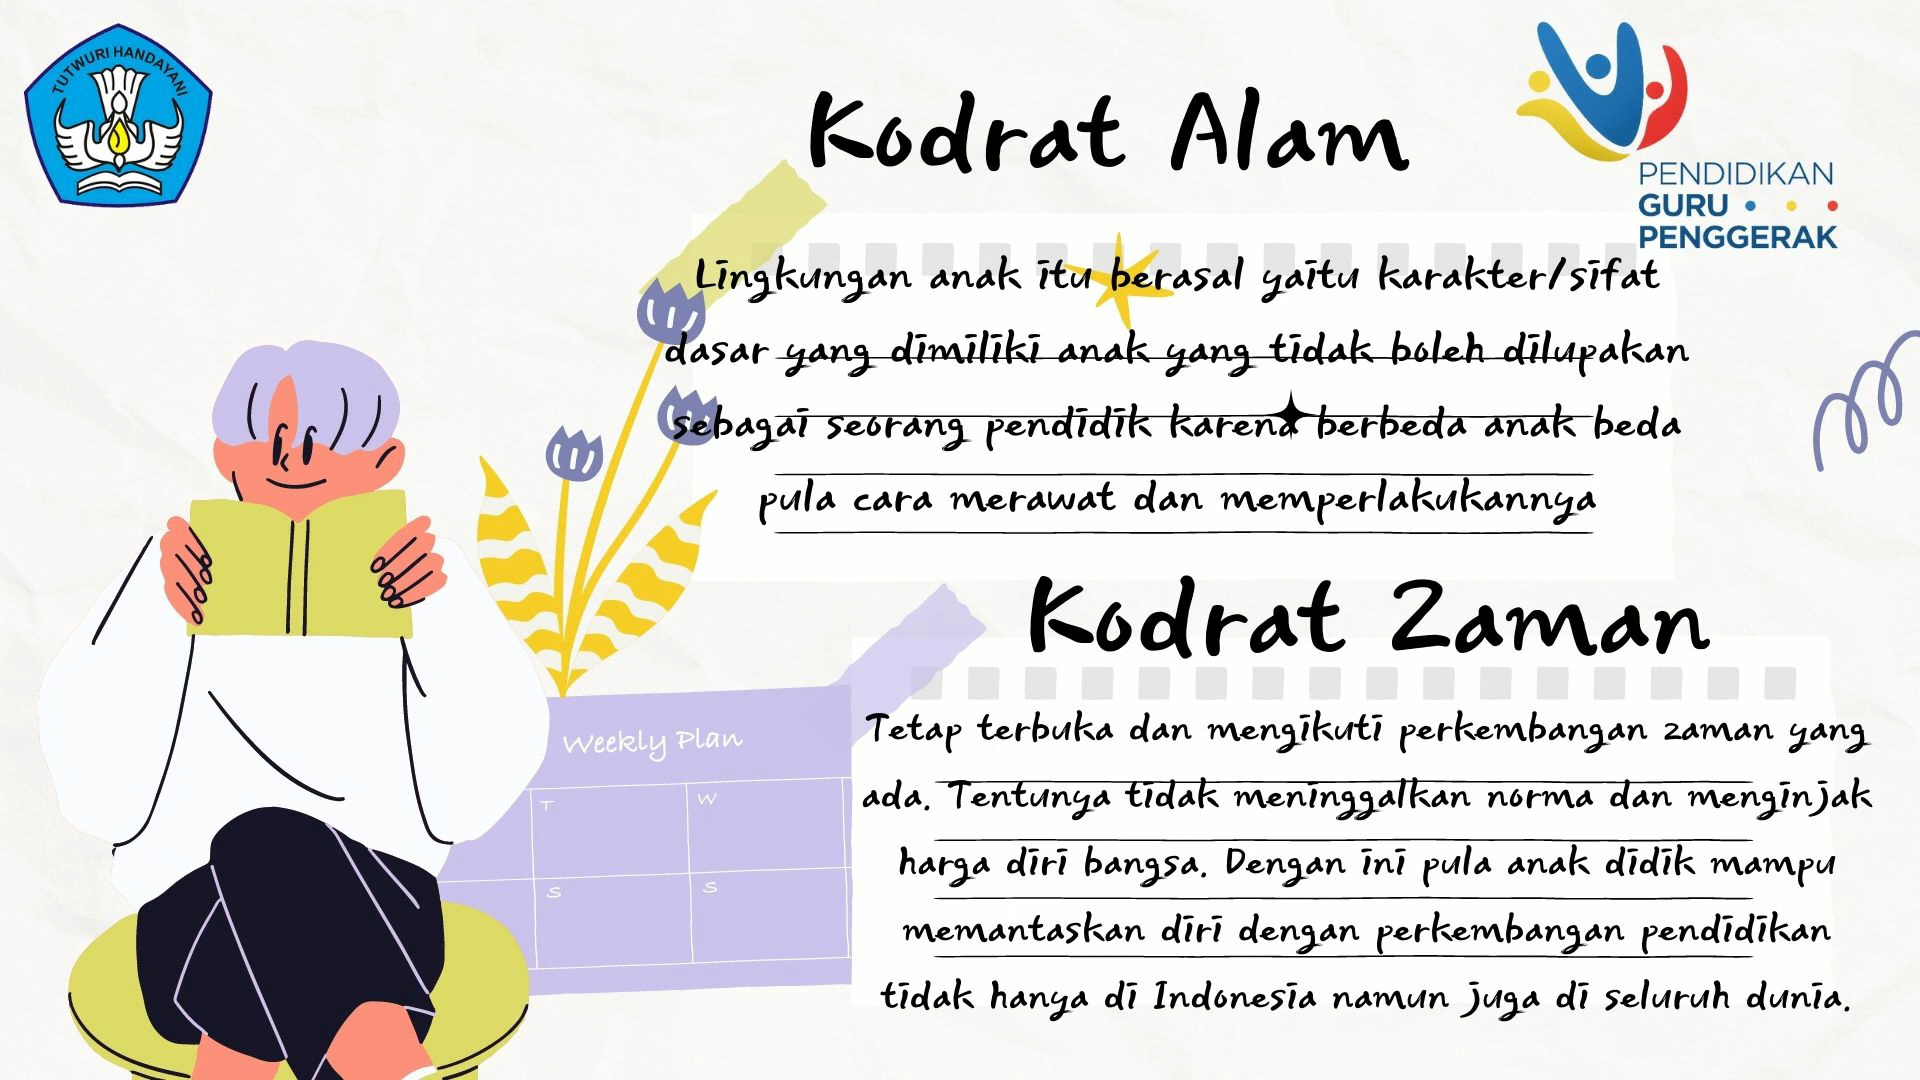 TUTWURI HANDAYANI
PENDIDIKAN
GURU
PENGGERAK
Kodrat Alam
Lingkungan anak itu berasal yaitu karakter/sifat
dasar yang dimiliki anak yang tidak boleh dilupakan
sebagai seorang pendidik karena berbeda anak beda
pula cara merawat dan memperlakukannya
Kodrat Zaman
Tetap terbuka dan mengikuti perkembangan zaman yang
ada. Tentunya tidak meninggalkan norma dan menginjak
harga diri bangsa. Dengan ini pula anak didik mampu
memantaskan diri dengan perkembangan pendidikan
tidak hanya di Indonesia namun juga di seluruh dunia.
Weekly Plan
T W
S S